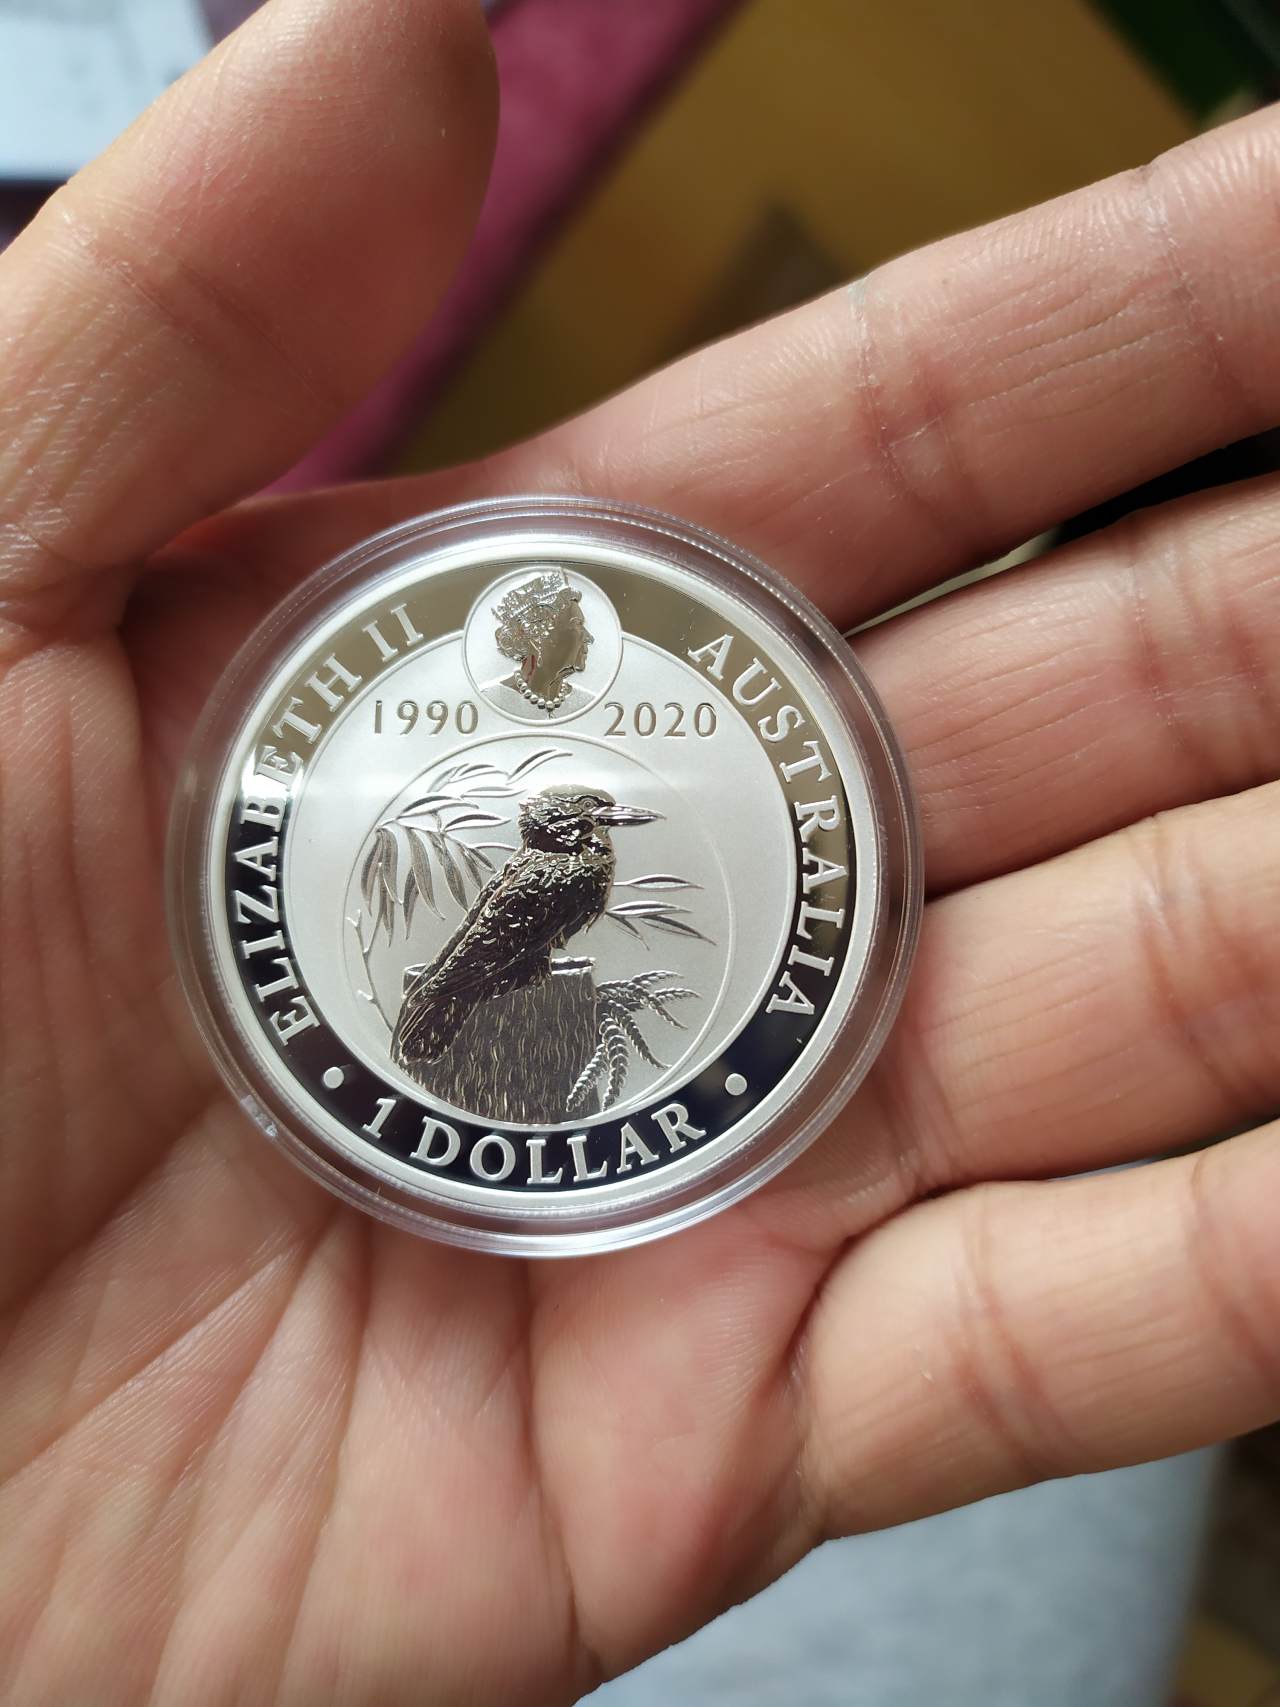 ELIZABETH II
AUSTRALIA
1990 2020
• 1 DOLLAR •